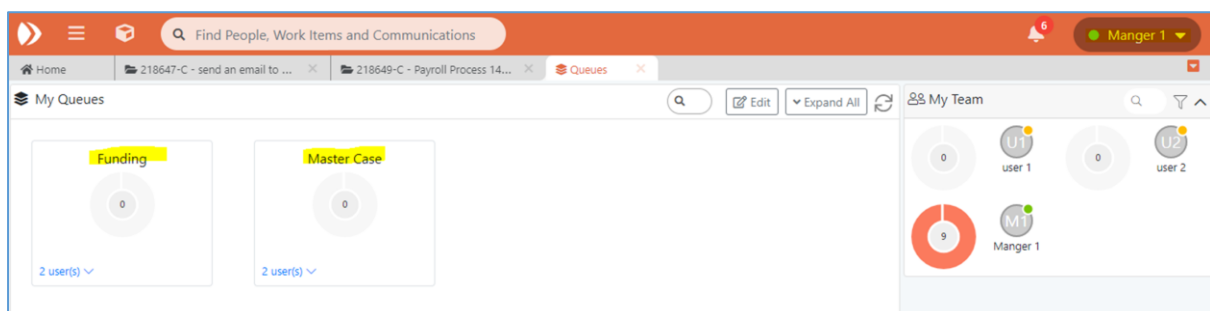 Find People, Work Items and Communications
6
Manger 1
Home
218647-C - send an email to ...
218649-C - Payroll Process 14...
Queues
My Queues
Edit
Expand All
My Team
Funding
0
2 user(s)
Master Case
0
2 user(s)
0
U1
user 1
0
U2
user 2
9
M1
Manger 1